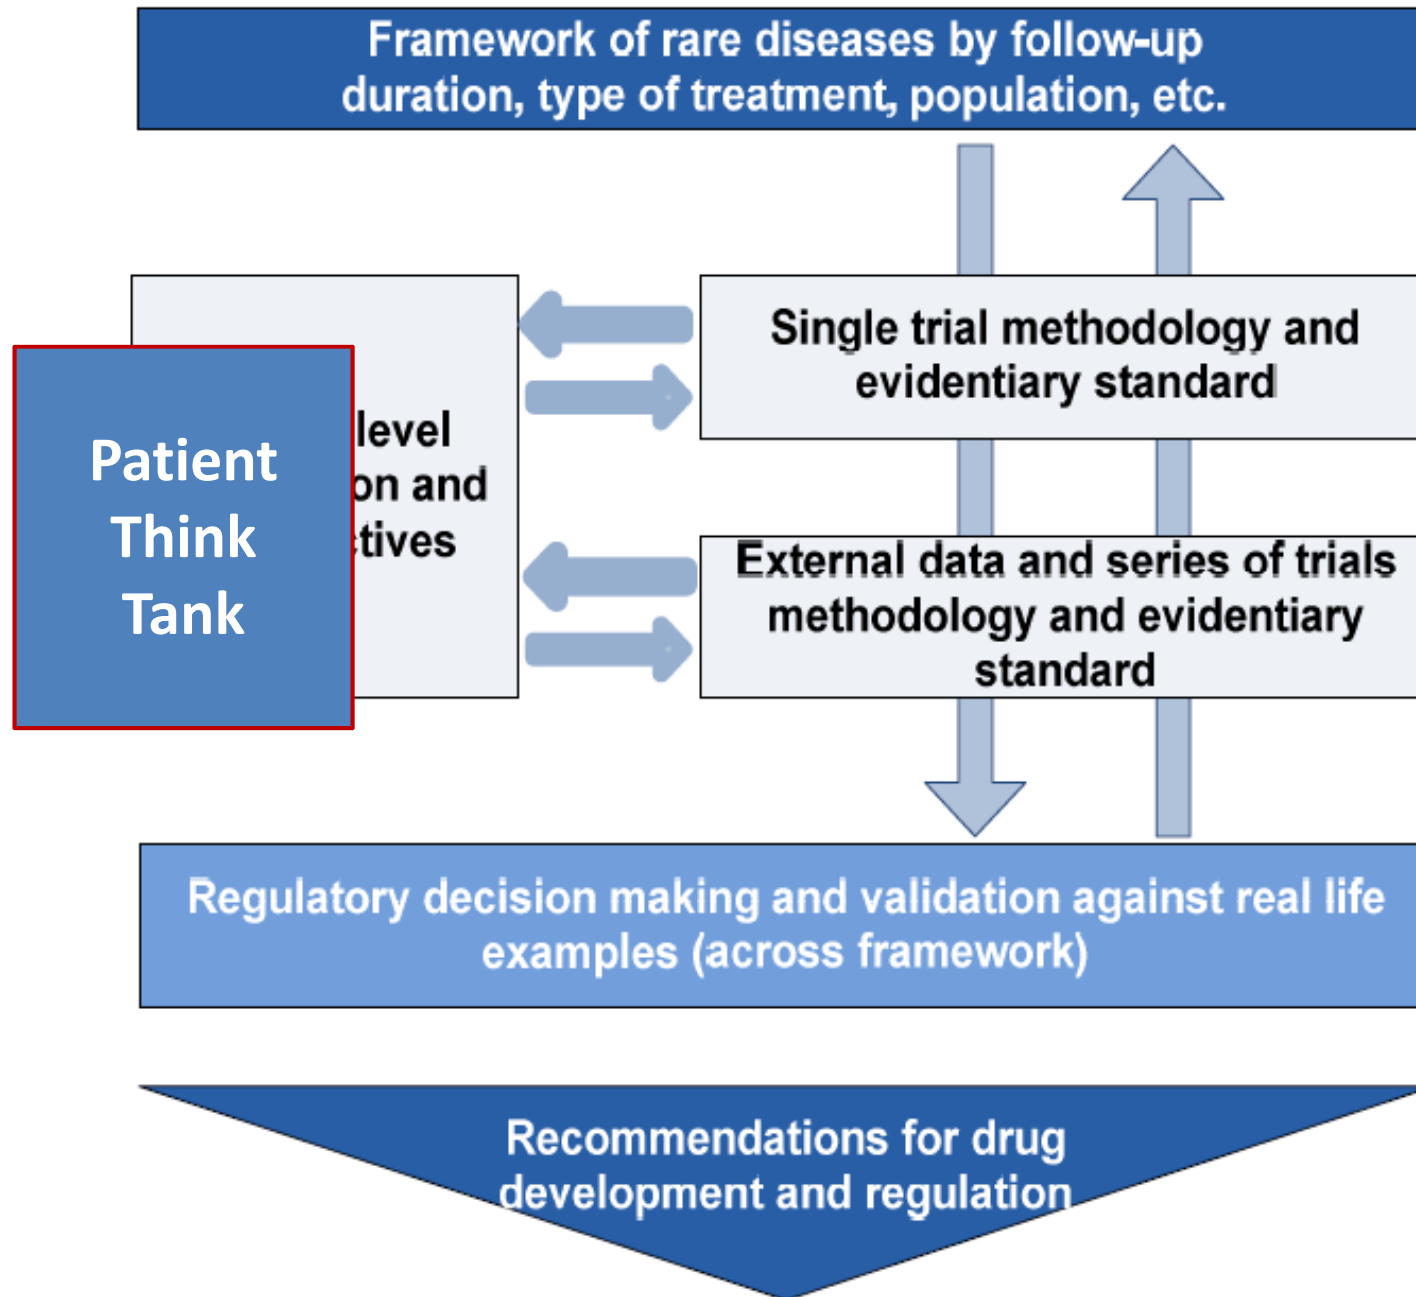 Framework of rare diseases by follow-up
duration, type of treatment, population, etc.
Single trial methodology and
evidentiary standard
level
and
Patient
Think
Tank
External data and series of trials
methodology and evidentiary
standard
Regulatory decision making and validation against real life
examples (across framework)
Recommendations for drug
development and regulation